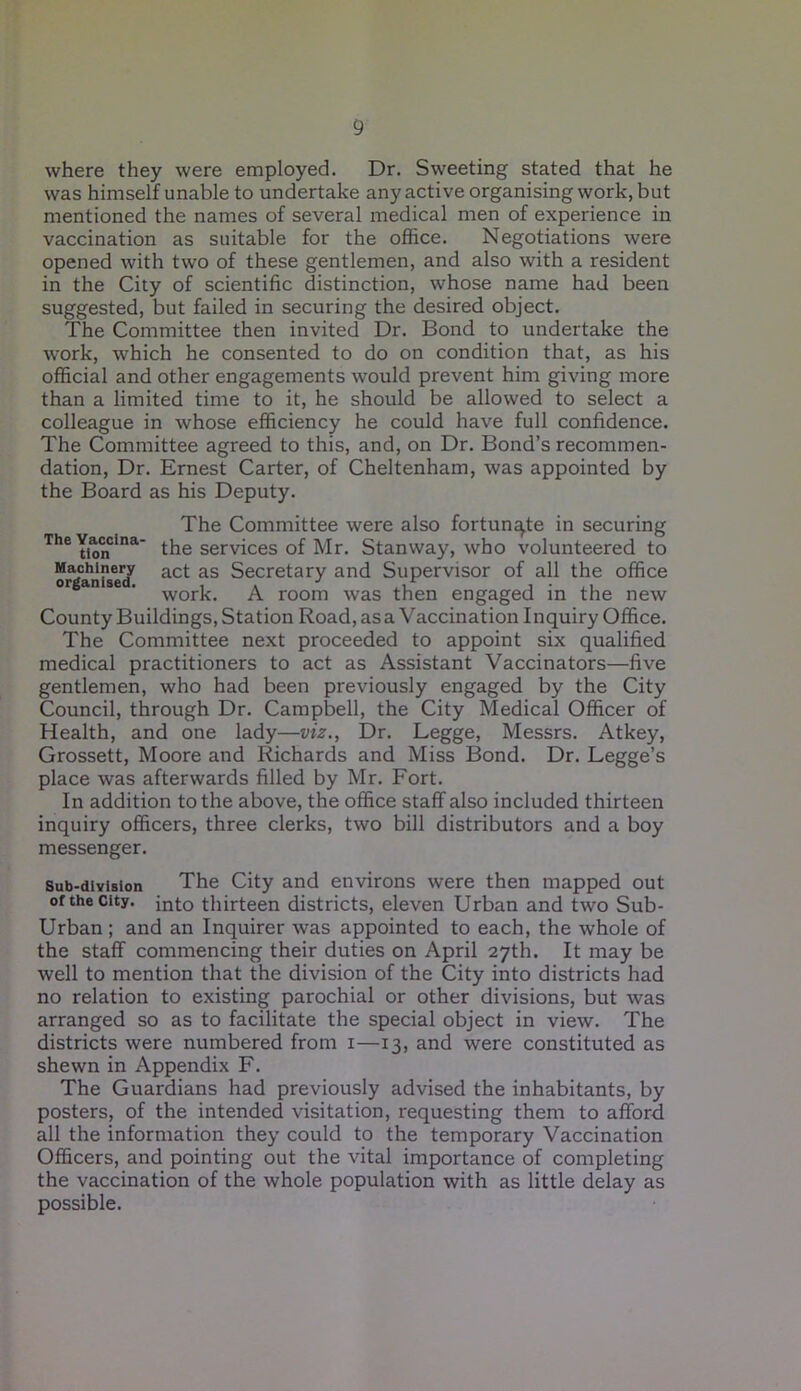 9
where they were employed. Dr. Sweeting stated that he
was himself unable to undertake any active organising work, but
mentioned the names of several medical men of experience in
vaccination as suitable for the office. Negotiations were
opened with two of these gentlemen, and also with a resident
in the City of scientific distinction, whose name had been
suggested, but failed in securing the desired object.
The Committee then invited Dr. Bond to undertake the
work, which he consented to do on condition that, as his
official and other engagements would prevent him giving more
than a limited time to it, he should be allowed to select a
colleague in whose efficiency he could have full confidence.
The Committee agreed to this, and, on Dr. Bond's recommen-
dation, Dr. Ernest Carter, of Cheltenham, was appointed by
the Board as his Deputy.
The Vaccina-
tion
Machinery
organised.
The Committee were also fortunate in securing
the services of Mr. Stanway, who volunteered to
act as Secretary and Supervisor of all the office
work. A room was then engaged in the new
County Buildings, Station Road, as a Vaccination Inquiry Office.
The Committee next proceeded to appoint six qualified
medical practitioners to act as Assistant Vaccinators—five
gentlemen, who had been previously engaged by the City
Council, through Dr. Campbell, the City Medical Officer of
Health, and one lady—viz., Dr. Legge, Messrs. Atkey,
Grossett, Moore and Richards and Miss Bond. Dr. Legge's
place was afterwards filled by Mr. Fort.
In addition to the above, the office staff also included thirteen
inquiry officers, three clerks, two bill distributors and a boy
messenger.
Sub-division
of the City.
The City and environs were then mapped out
into thirteen districts, eleven Urban and two Sub-
Urban; and an Inquirer was appointed to each, the whole of
the staff commencing their duties on April 27th. It may be
well to mention that the division of the City into districts had
no relation to existing parochial or other divisions, but was
arranged so as to facilitate the special object in view. The
districts were numbered from 1—13, and were constituted as
shewn in Appendix F.
The Guardians had previously advised the inhabitants, by
posters, of the intended visitation, requesting them to afford
all the information they could to the temporary Vaccination
Officers, and pointing out the vital importance of completing
the vaccination of the whole population with as little delay as
possible.